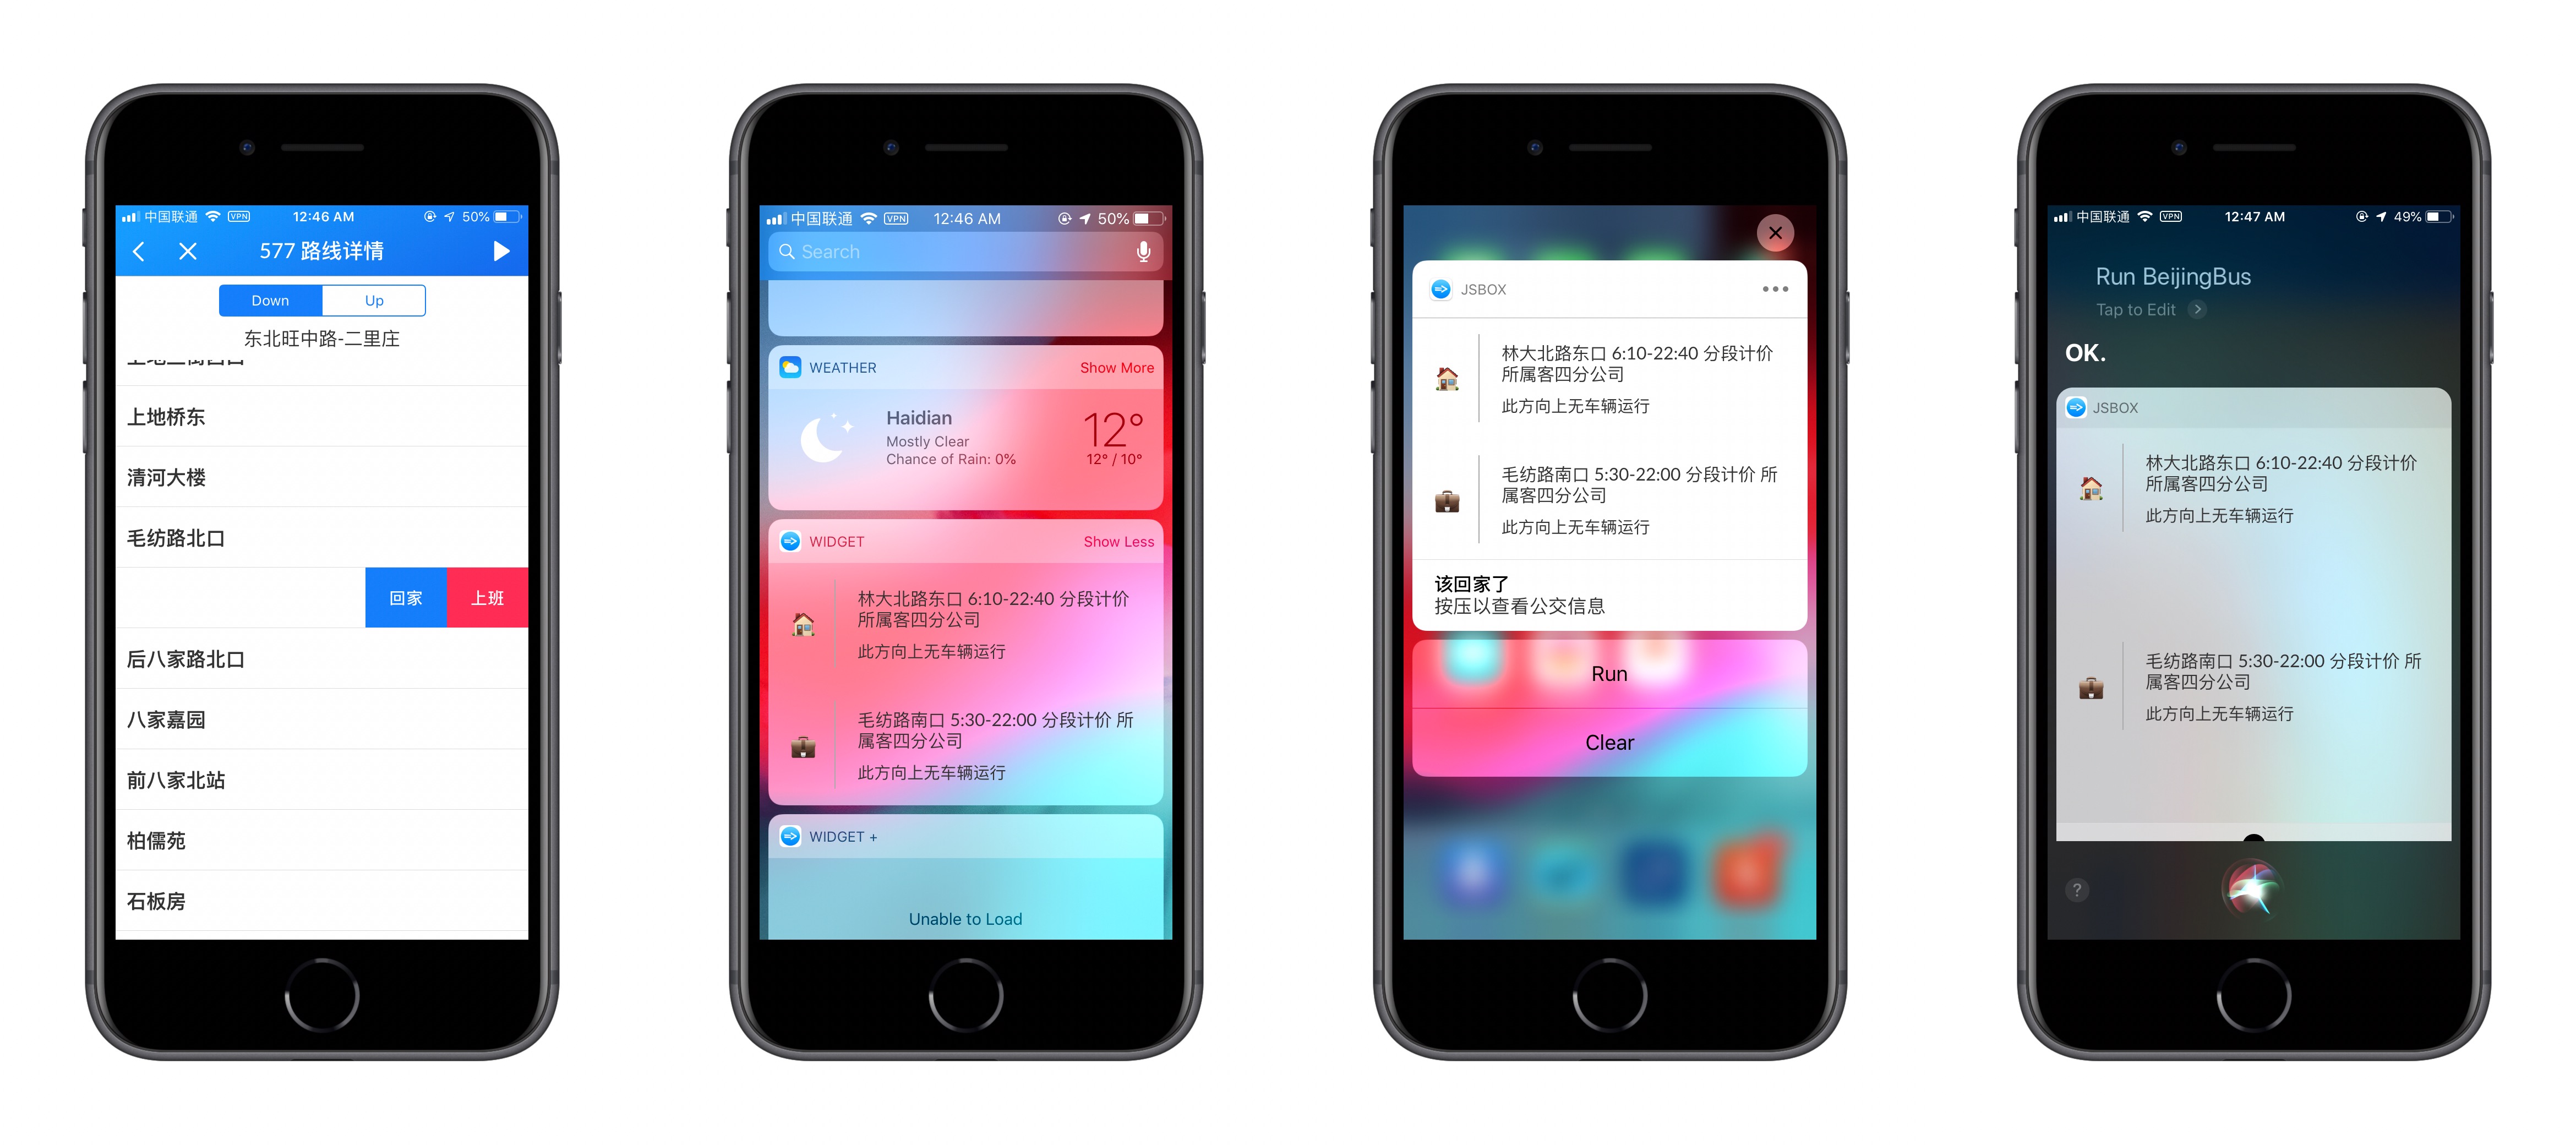 中国联通 VPN 12:46 AM 50%
577 路线详情
Down Up
东北旺中路-二里庄
上地桥东
清河大楼
毛纺路北口
回家 上班
后八家路北口
八家嘉园
前八家北站
柏儒苑
石板房
中国联通 VPN 12:46 AM 50%
Search
WEATHER Show More
Haidian
Mostly Clear
Chance of Rain: 0%
12°
12° / 10°
WIDGET Show Less
林大北路东口 6:10-22:40 分段计价
所属客四分公司
此方向上无车辆运行
毛纺路南口 5:30-22:00 分段计价 所
属客四分公司
此方向上无车辆运行
WIDGET +
Unable to Load
JSBOX
林大北路东口 6:10-22:40 分段计价
所属客四分公司
此方向上无车辆运行
毛纺路南口 5:30-22:00 分段计价 所
属客四分公司
此方向上无车辆运行
该回家了
按压以查看公交信息
Run
Clear
中国联通 VPN 12:47 AM 49%
Run BeijingBus
Tap to Edit
OK.
JSBOX
林大北路东口 6:10-22:40 分段计价
所属客四分公司
此方向上无车辆运行
毛纺路南口 5:30-22:00 分段计价 所
属客四分公司
此方向上无车辆运行
?